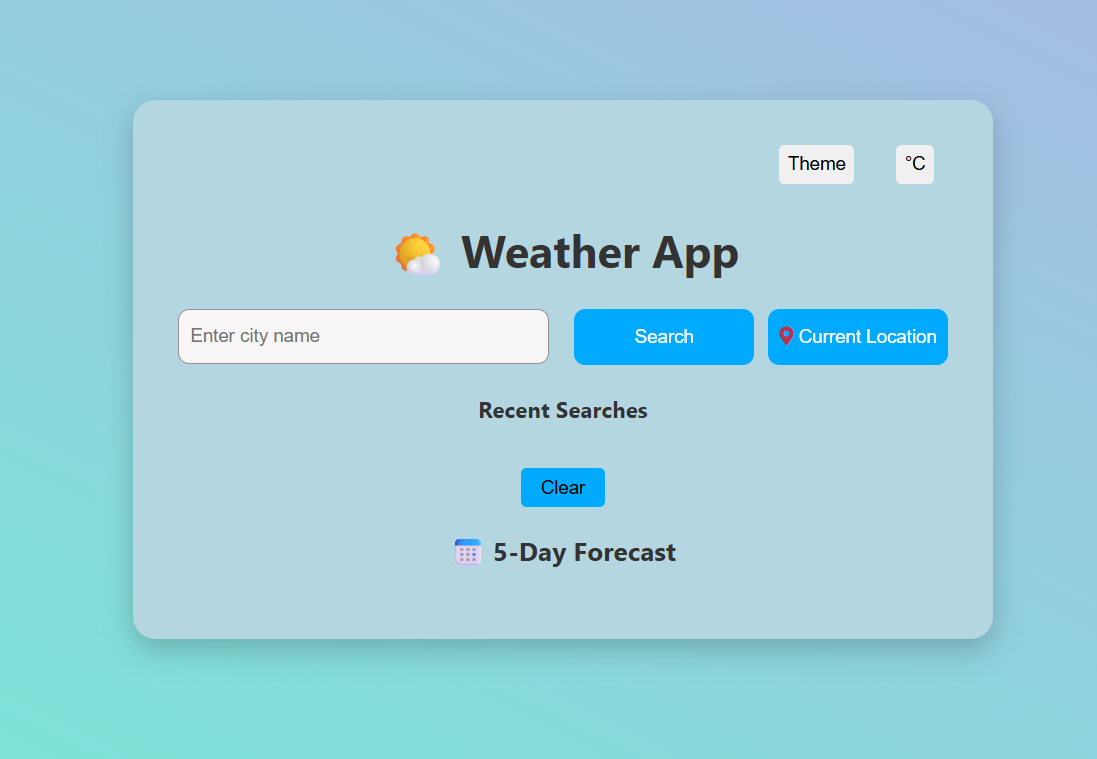 Theme °C
Weather App
Enter city name Search Current Location
Recent Searches
Clear
5-Day Forecast